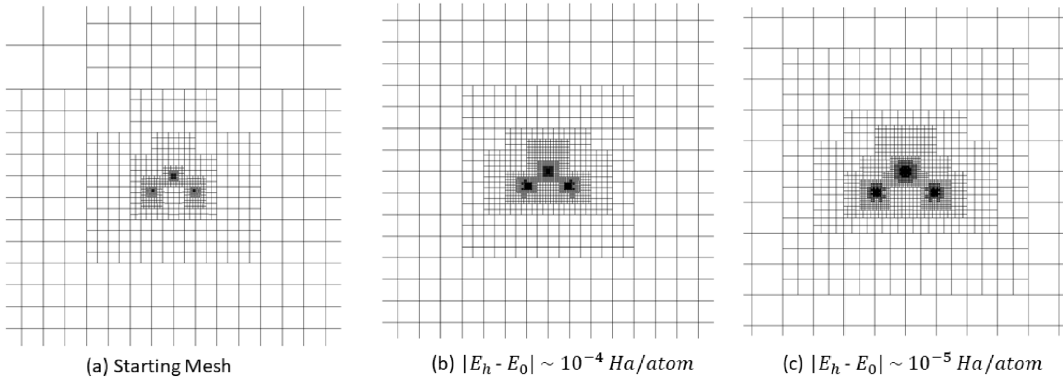 (a) Starting Mesh
(b) |E_h - E_0| ~ 10^{-4} Ha/atom
(c) |E_h - E_0| ~ 10^{-5} Ha/atom